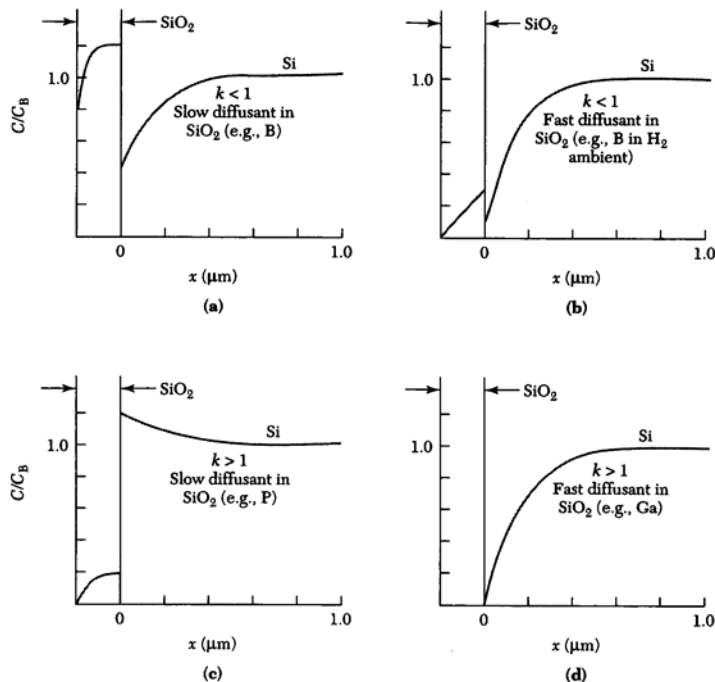 SiO₂
Si
1.0
k < 1
Slow diffusant in
SiO₂ (e.g., B)
C/C_B
0
1.0
x (μm)
(a)
SiO₂
Si
1.0
k < 1
Fast diffusant in
SiO₂ (e.g., B in H₂
ambient)
0
1.0
x (μm)
(b)
SiO₂
Si
1.0
k > 1
Slow diffusant in
SiO₂ (e.g., P)
C/C_B
0
1.0
x (μm)
(c)
SiO₂
Si
1.0
k > 1
Fast diffusant in
SiO₂ (e.g., Ga)
0
1.0
x (μm)
(d)